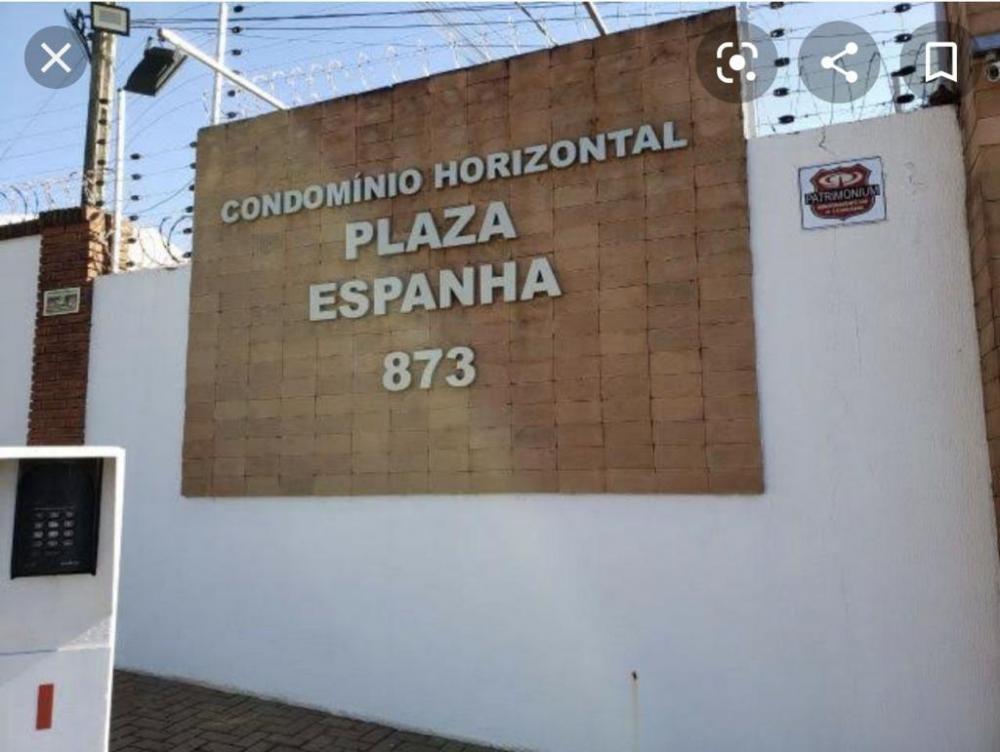 CONDOMÍNIO HORIZONTAL
PLAZA
ESPANHA
873
PATRIMONIUM